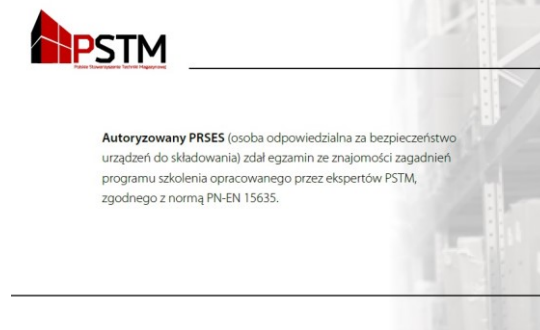 PSTM
Polskie Stowarzyszenie Techniki Magazynowej
Autoryzowany PRSES (osoba odpowiedzialna za bezpieczeństwo
urządzeń do składowania) zdał egzamin ze znajomości zagadnień
programu szkolenia opracowanego przez ekspertów PSTM,
zgodnego z normą PN-EN 15635.